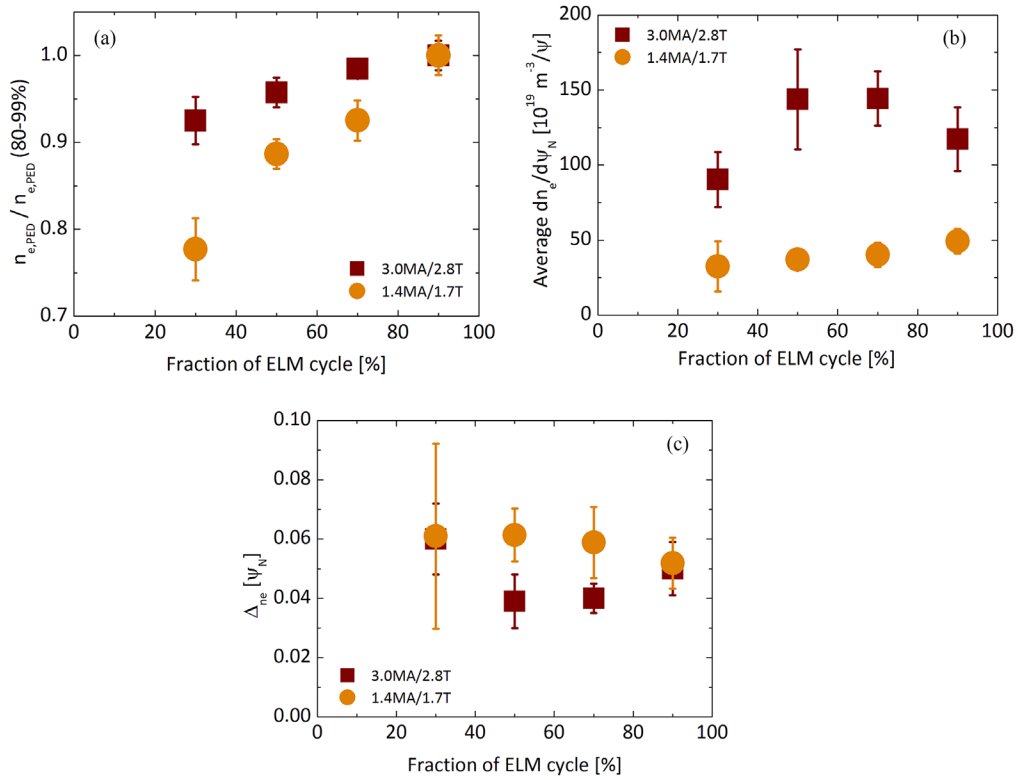 (a)
n_e,PED / n_e,PED (80-99%)
1.0
0.9
0.8
0.7
3.0MA/2.8T
1.4MA/1.7T
0 20 40 60 80 100
Fraction of ELM cycle [%]
(b)
Average dn_e/dψ_N [10^19 m^-3/ψ]
200
150
100
50
0
3.0MA/2.8T
1.4MA/1.7T
0 20 40 60 80 100
Fraction of ELM cycle [%]
(c)
Δ_ne [ψ_N]
0.10
0.08
0.06
0.04
0.02
0.00
3.0MA/2.8T
1.4MA/1.7T
0 20 40 60 80 100
Fraction of ELM cycle [%]